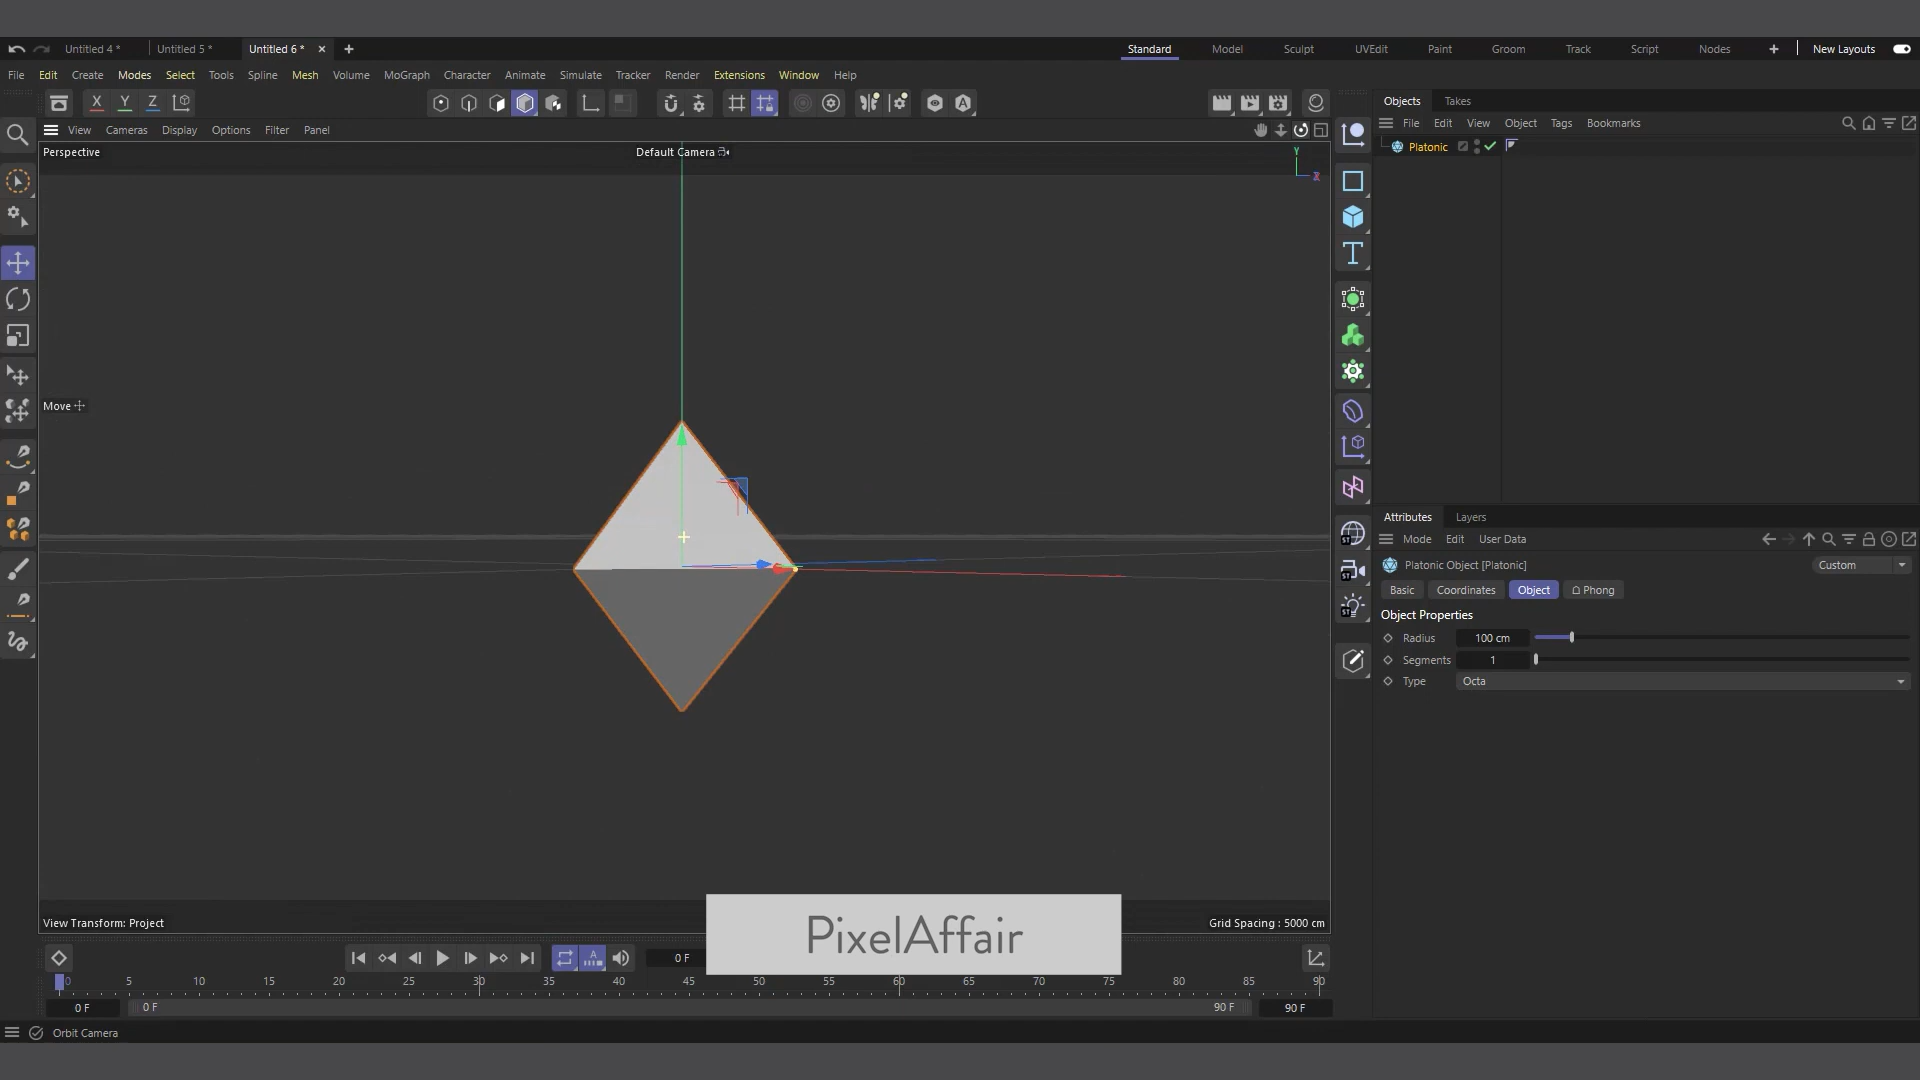 Untitled 4 *
Untitled 5 *
Untitled 6 *
Standard
Model
Sculpt
UVEdit
Paint
Groom
Track
Script
Nodes
New Layouts
File
Edit
Create
Modes
Select
Tools
Spline
Mesh
Volume
MoGraph
Character
Animate
Simulate
Tracker
Render
Extensions
Window
Help
X
Y
Z
Objects
Takes
View
Cameras
Display
Options
Filter
Panel
File
Edit
View
Object
Tags
Bookmarks
Perspective
Default Camera
Y
Platonic
Move
Attributes
Layers
Mode
Edit
User Data
Platonic Object [Platonic]
Custom
Basic
Coordinates
Object
Phong
Object Properties
Radius
100 cm
Segments
1
Type
Octa
View Transform: Project
Grid Spacing : 5000 cm
PixelAffair
0 F
0
5
10
15
20
25
30
35
40
45
50
55
60
65
70
75
80
85
90
0 F
0 F
90 F
90 F
Orbit Camera